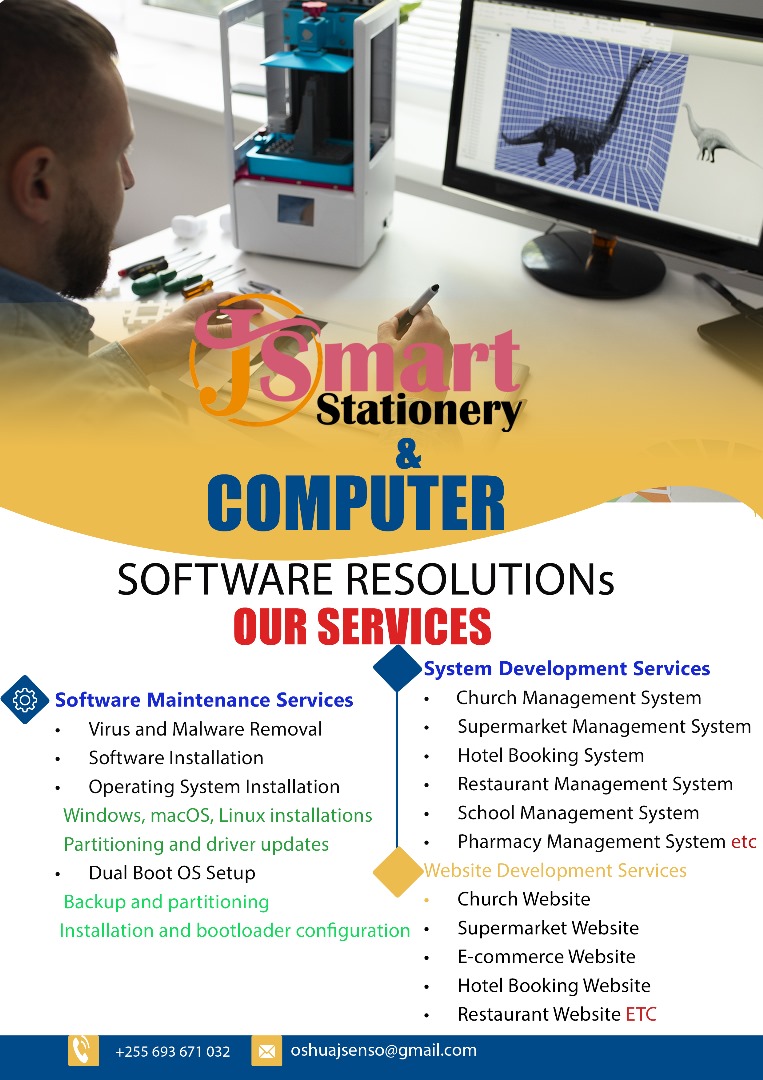 JSmart
Stationery
&
COMPUTER
SOFTWARE RESOLUTIONs
OUR SERVICES
Software Maintenance Services
• Virus and Malware Removal
• Software Installation
• Operating System Installation
Windows, macOS, Linux installations
Partitioning and driver updates
• Dual Boot OS Setup
Backup and partitioning
Installation and bootloader configuration
System Development Services
• Church Management System
• Supermarket Management System
• Hotel Booking System
• Restaurant Management System
• School Management System
• Pharmacy Management System etc
Website Development Services
• Church Website
• Supermarket Website
• E-commerce Website
• Hotel Booking Website
• Restaurant Website ETC
+255 693 671 032
oshuajsenso@gmail.com